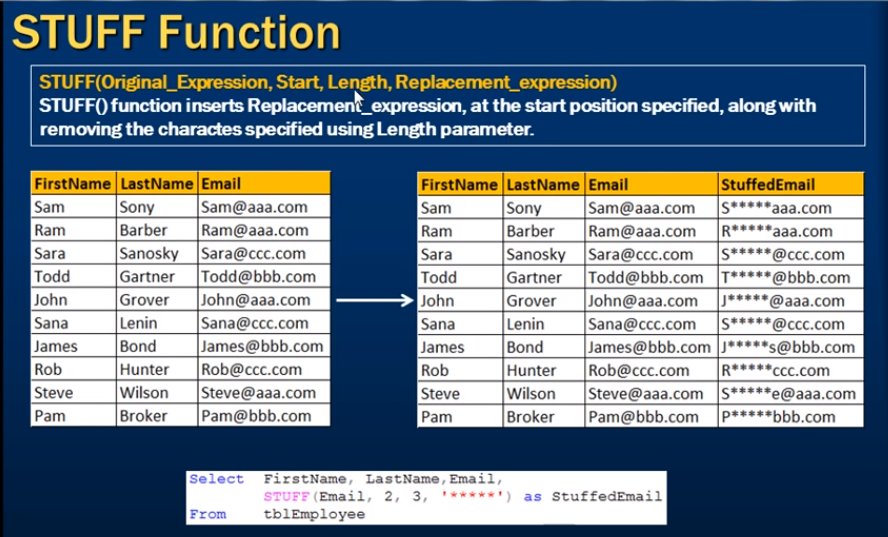 STUFF Function
STUFF(Original_Expression, Start, Length, Replacement_expression)
STUFF() function inserts Replacement_expression, at the start position specified, along with
removing the charactes specified using Length parameter.
FirstName LastName Email
Sam Sony Sam@aaa.com
Ram Barber Ram@aaa.com
Sara Sanosky Sara@ccc.com
Todd Gartner Todd@bbb.com
John Grover John@aaa.com
Sana Lenin Sana@ccc.com
James Bond James@bbb.com
Rob Hunter Rob@ccc.com
Steve Wilson Steve@aaa.com
Pam Broker Pam@bbb.com
FirstName LastName Email StuffedEmail
Sam Sony Sam@aaa.com S*****aaa.com
Ram Barber Ram@aaa.com R*****aaa.com
Sara Sanosky Sara@ccc.com S*****@ccc.com
Todd Gartner Todd@bbb.com T*****@bbb.com
John Grover John@aaa.com J*****@aaa.com
Sana Lenin Sana@ccc.com S*****@ccc.com
James Bond James@bbb.com J*****s@bbb.com
Rob Hunter Rob@ccc.com R*****ccc.com
Steve Wilson Steve@aaa.com S*****e@aaa.com
Pam Broker Pam@bbb.com P*****bbb.com
Select FirstName, LastName,Email,
STUFF(Email, 2, 3, '*****') as StuffedEmail
From tblEmployee